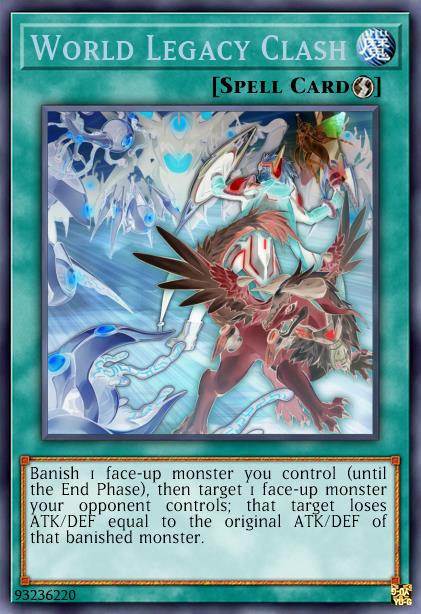 World Legacy Clash
魔
[Spell Card]
Banish 1 face-up monster you control (until
the End Phase), then target 1 face-up monster
your opponent controls; that target loses
ATK/DEF equal to the original ATK/DEF of
that banished monster.
93236220